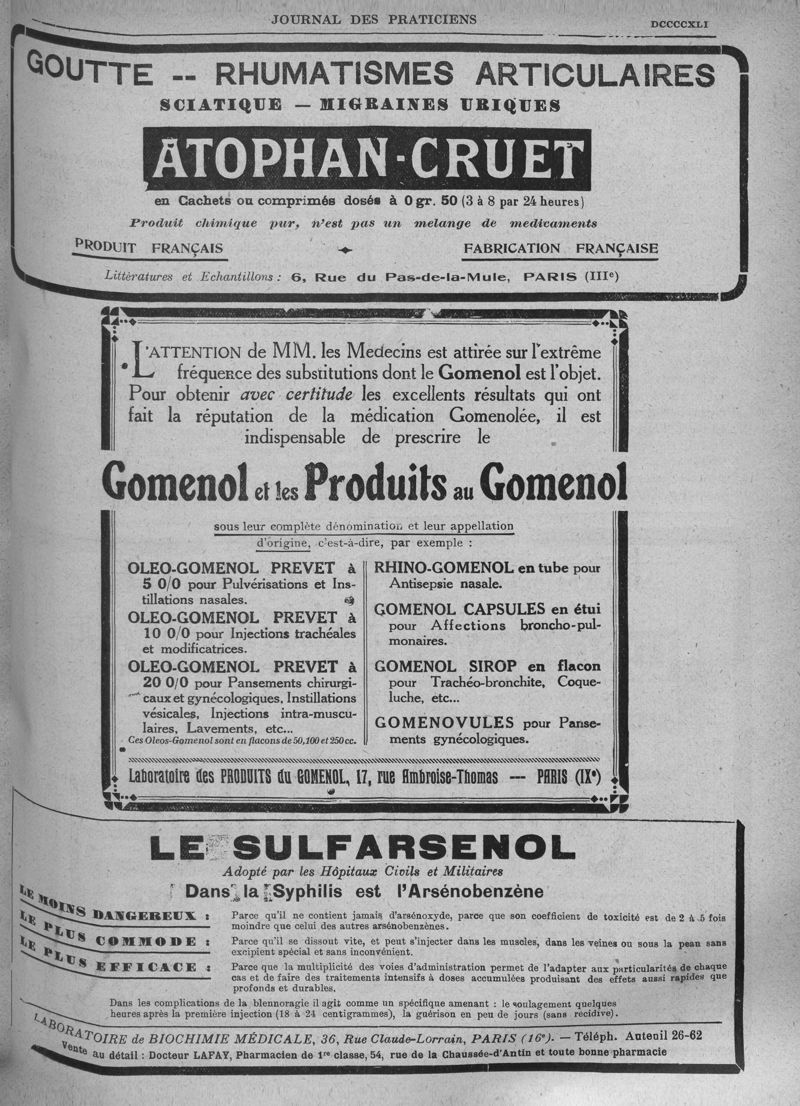 JOURNAL DES PRATICIENS
DCCCCXLI
GOUTTE -- RHUMATISMES ARTICULAIRES
SCIATIQUE — MIGRAINES URIQUES
ATOPHAN-CRUET
en Cachets ou comprimés dosés à 0 gr. 50 (3 à 8 par 24 heures)
Produit chimique pur, n'est pas un melange de medicaments
PRODUIT FRANÇAIS
FABRICATION FRANÇAISE
Littèratures et Echantillons : 6, Rue du Pas-de-la-Mule, PARIS (IIIe)
L'ATTENTION de MM. les Medecins est attirée sur l'extrême
fréquence des substitutions dont le Gomenol est l'objet.
Pour obtenir avec certitude les excellents résultats qui ont
fait la réputation de la médication Gomenolée, il est
indispensable de prescrire le
Gomenol et les Produits au Gomenol
sous leur complète dénomination et leur appellation
d'origine, c'est-à-dire, par exemple :
OLEO-GOMENOL PREVET à
5 0/0 pour Pulvérisations et Ins-
tillations nasales.
OLEO-GOMENOL PREVET à
10 0/0 pour Injections trachéales
et modificatrices.
OLEO-GOMENOL PREVET à
20 0/0 pour Pansements chirurgi-
caux et gynécologiques, Instillations
vésicales, Injections intra-muscu-
laires, Lavements, etc...
Ces Oleos-Gomenol sont en flacons de 50, 100 et 250 cc.
RHINO-GOMENOL en tube pour
Antisepsie nasale.
GOMENOL CAPSULES en étui
pour Affections broncho-pul-
monaires.
GOMENOL SIROP en flacon
pour Trachéo-bronchite, Coque-
luche, etc...
GOMENOVULES pour Panse-
ments gynécologiques.
Laboratoire des PRODUITS du GOMENOL, 17, rue Ambroise-Thomas — PARIS (IXe)
LE SULFARSENOL
Adopté par les Hôpitaux Civils et Militaires
Dans la Syphilis est l'Arsénobenzène
LE MOINS DANGEREUX :
Parce qu'il ne contient jamais d'arsénoxyde, parce que son coefficient de toxicité est de 2 à 5 fois
moindre que celui des autres arsénobenzènes.
LE PLUS COMMODE :
Parce qu'il se dissout vite, et peut s'injecter dans les muscles, dans les veines ou sous la peau sans
excipient spécial et sans inconvénient.
LE PLUS EFFICACE :
Parce que la multiplicité des voies d'administration permet de l'adapter aux particularités de chaque
cas et de faire des traitements intensifs à doses accumulées produisant des effets aussi rapides que
profonds et durables.
Dans les complications de la blennoragie il agit comme un spécifique amenant : le soulagement quelques
heures après la première injection (18 à 24 centigrammes), la guérison en peu de jours (sans récidive).
LABORATOIRE de BIOCHIMIE MÉDICALE, 36, Rue Claude-Lorrain, PARIS (16e). — Téléph. Auteuil 26-62
Vente au détail : Docteur LAFAY, Pharmacien de 1re classe, 54, rue de la Chaussée-d'Antin et toute bonne pharmacie